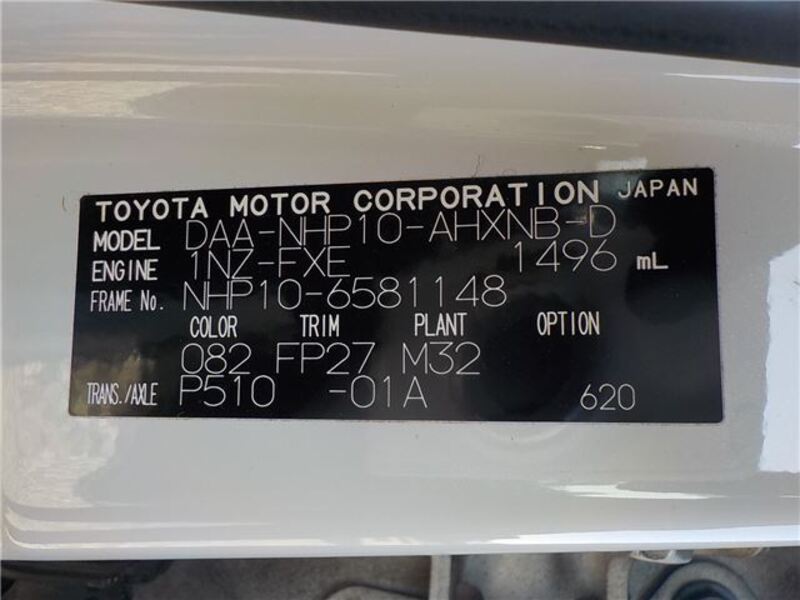 TOYOTA MOTOR CORPORATION JAPAN
MODEL DAA-NHP10-AHXNB-D
ENGINE 1NZ-FXE 1496 mL
FRAME No. NHP10-6581148
COLOR TRIM PLANT OPTION
082 FP27 M32
TRANS./AXLE P510 -01A 620